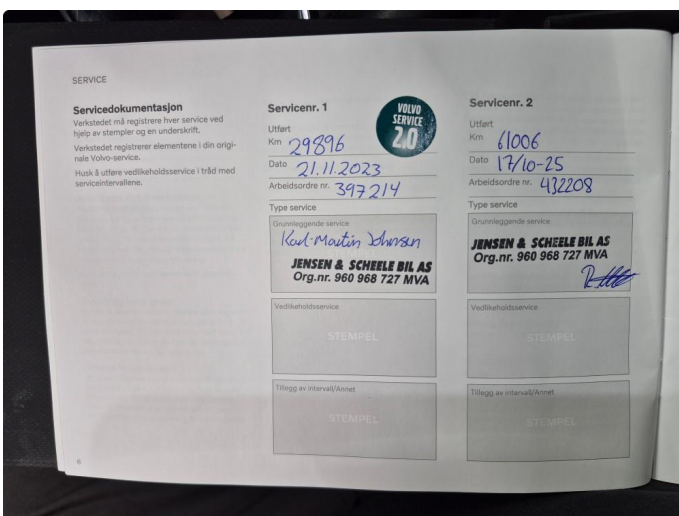 SERVICE
Servicedokumentasjon
Verkstedet må registrere hver service ved
hjelp av stempler og en underskrift.
Verkstedet registrerer elementene i din origi-
nale Volvo-service.
Husk å utføre vedlikeholdsservice i tråd med
serviceintervallene.
Servicenr. 1
VOLVO
SERVICE
2.0
Utført
Km 29896
Dato 21.11.2023
Arbeidsordre nr. 397214
Type service
Grunnleggende service
Karl-Martin Johnsen
JENSEN & SCHEELE BIL AS
Org.nr. 960 968 727 MVA
Vedlikeholdsservice
STEMPEL
Tillegg av intervall/Annet
STEMPEL
Servicenr. 2
Utført
Km 61006
Dato 17/10-25
Arbeidsordre nr. 432208
Type service
Grunnleggende service
JENSEN & SCHEELE BIL AS
Org.nr. 960 968 727 MVA
Vedlikeholdsservice
STEMPEL
Tillegg av intervall/Annet
STEMPEL
6